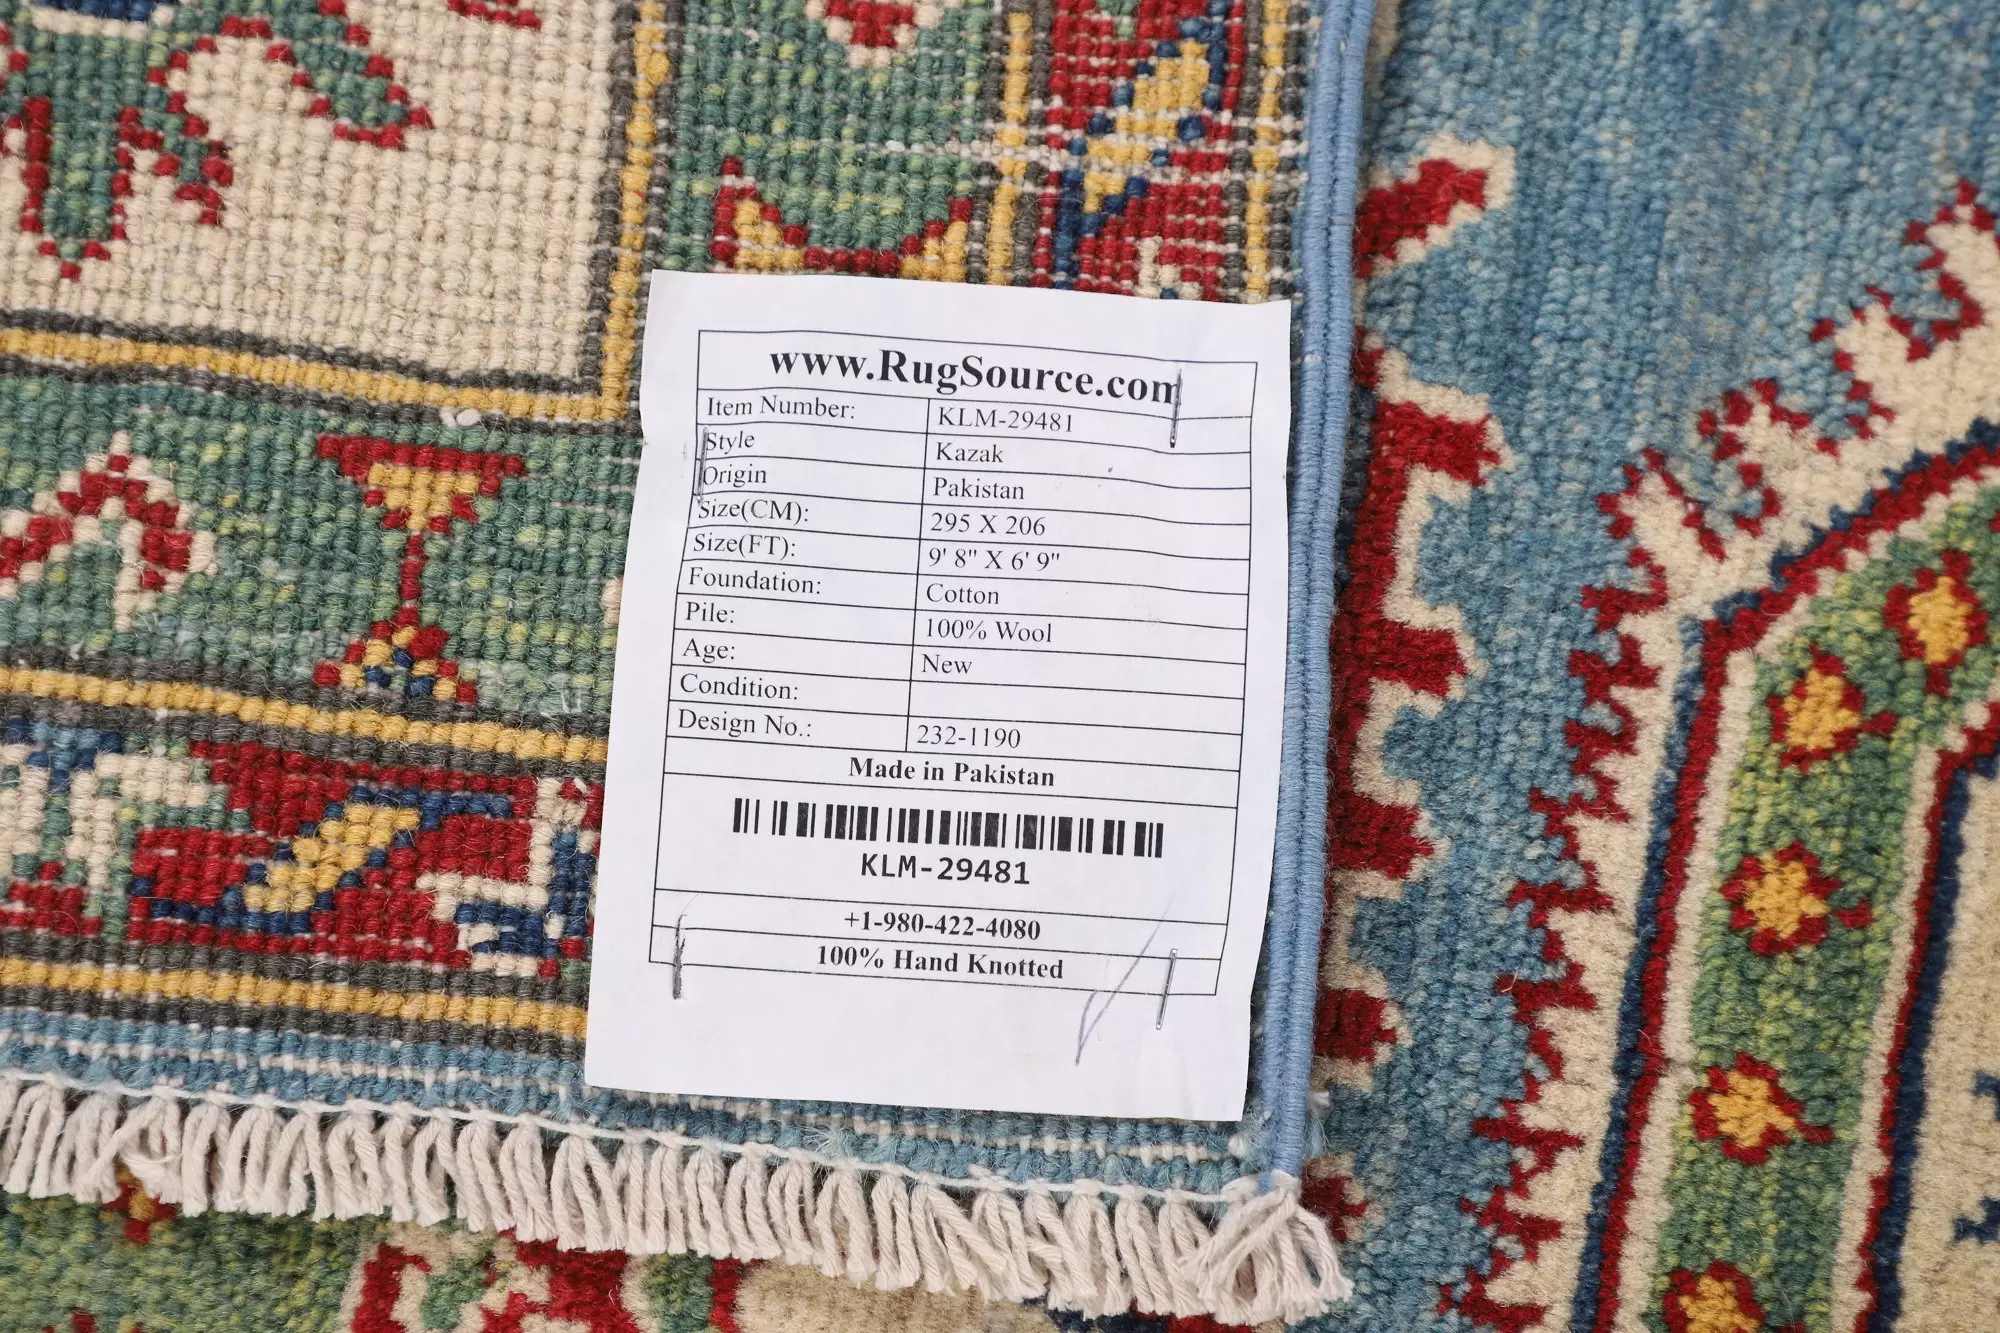 www.RugSource.com
Item Number: KLM-29481
Style Kazak
Origin Pakistan
Size(CM): 295 X 206
Size(FT): 9' 8" X 6' 9"
Foundation: Cotton
Pile: 100% Wool
Age: New
Condition:
Design No.: 232-1190
Made in Pakistan
KLM-29481
+1-980-422-4080
100% Hand Knotted